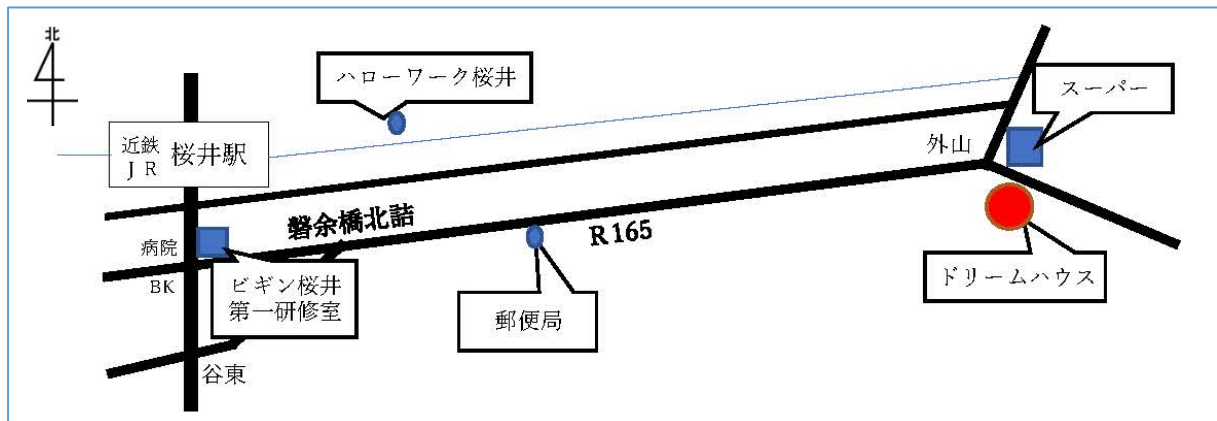 北
ハローワーク桜井
スーパー
近鉄
ＪＲ
桜井駅
外山
磐余橋北詰
Ｒ165
病院
BK
ビギン桜井
第一研修室
郵便局
ドリームハウス
谷東